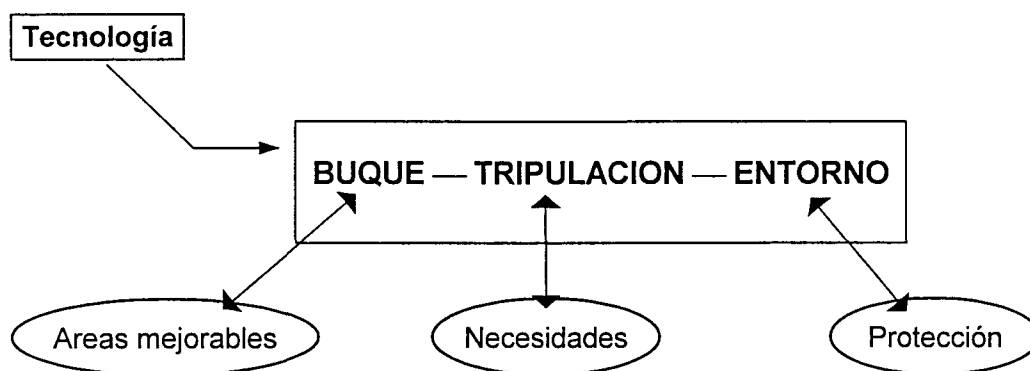 Tecnología
BUQUE — TRIPULACION — ENTORNO
Areas mejorables
Necesidades
Protección